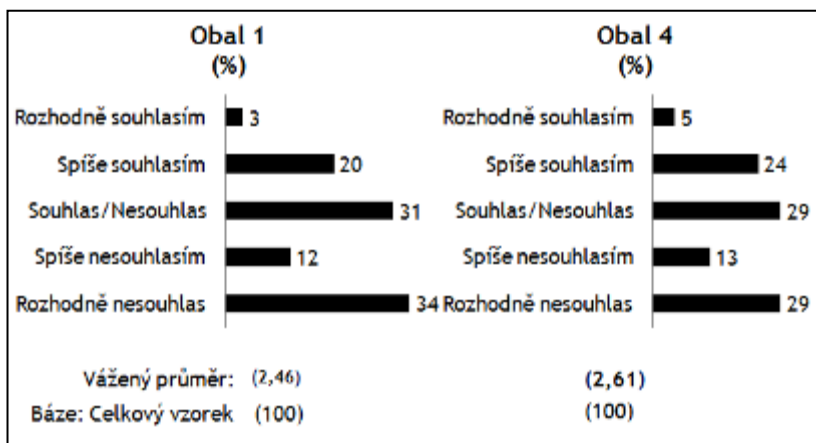 Obal 1
(%)
Rozhodně souhlasím 3
Spíše souhlasím 20
Souhlas/Nesouhlas 31
Spíše nesouhlasím 12
Rozhodně nesouhlas 34
Obal 4
(%)
Rozhodně souhlasím 5
Spíše souhlasím 24
Souhlas/Nesouhlas 29
Spíše nesouhlasím 13
Rozhodně nesouhlas 29
Vážený průměr: (2,46) (2,61)
Báze: Celkový vzorek (100) (100)